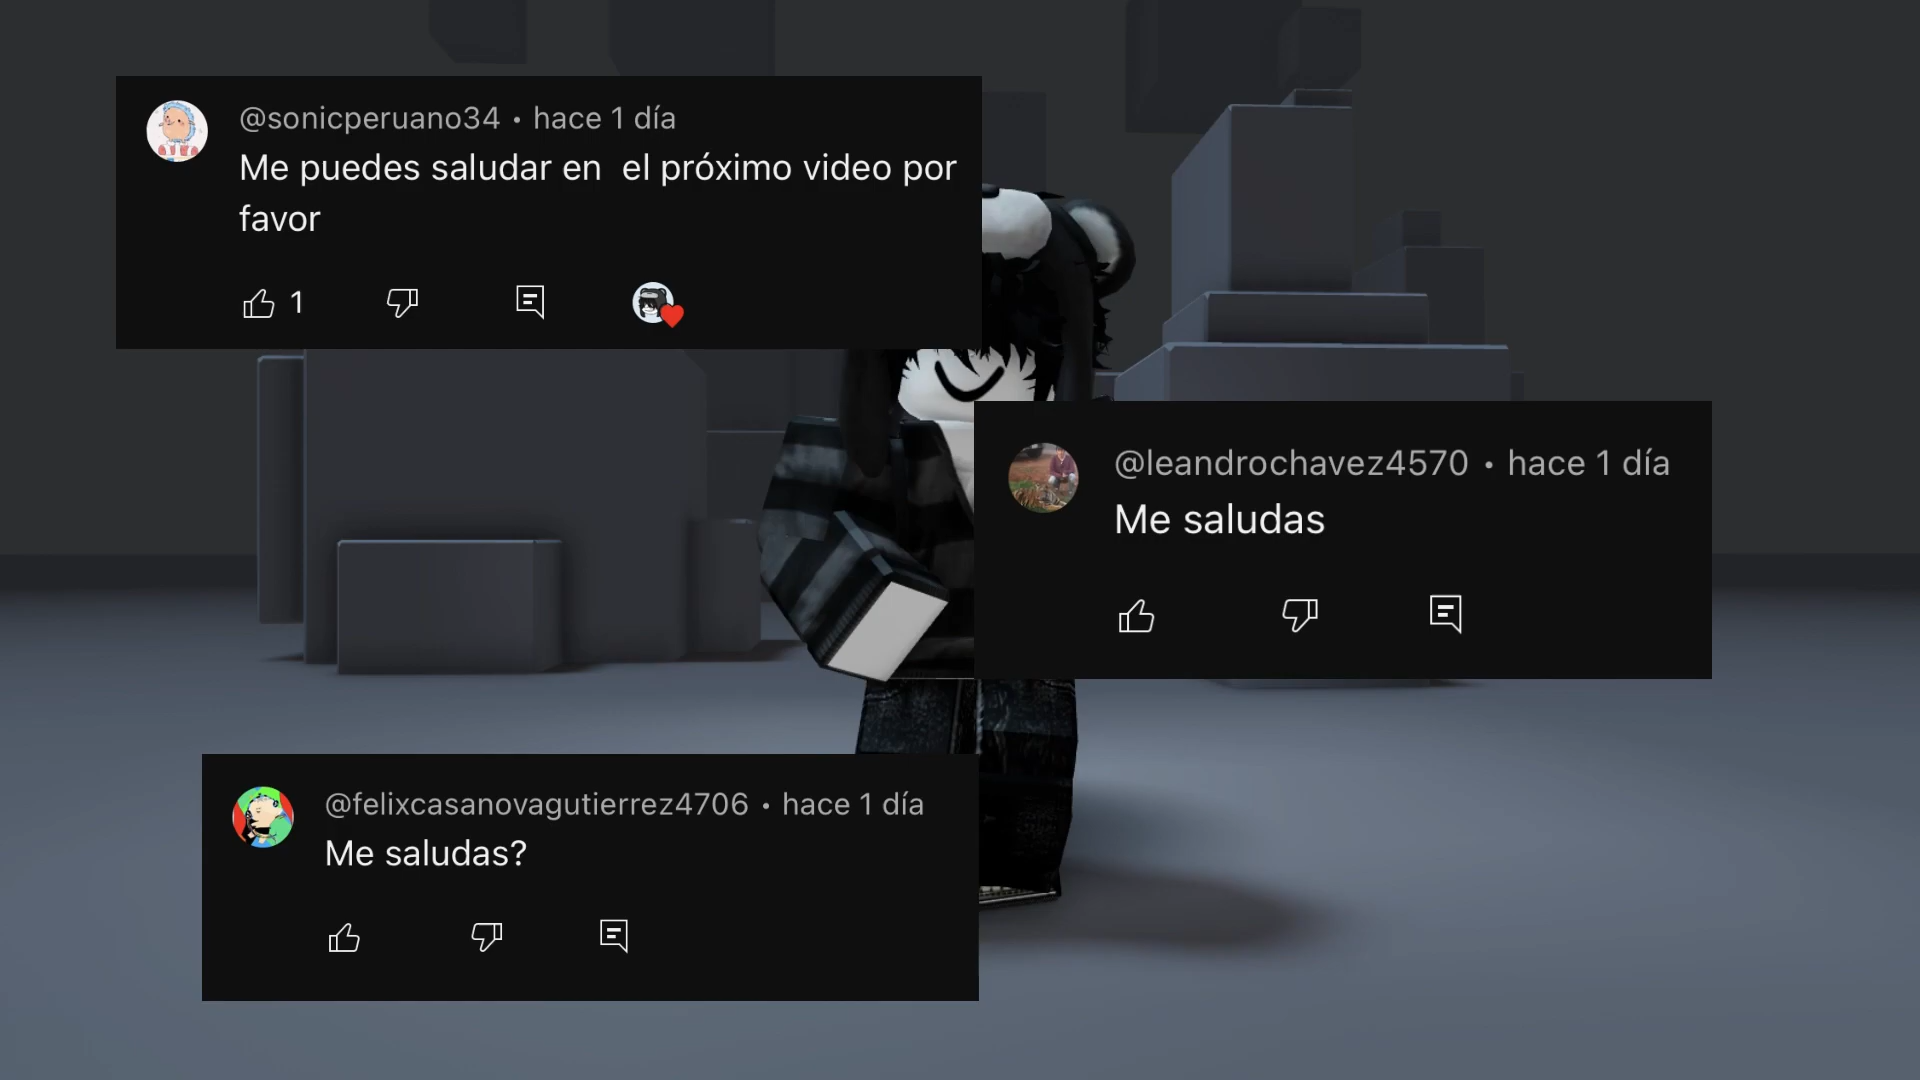 @sonicperuano34 • hace 1 día
Me puedes saludar en  el próximo video por
favor
1
@leandrochavez4570 • hace 1 día
Me saludas
@felixcasanovagutierrez4706 • hace 1 día
Me saludas?